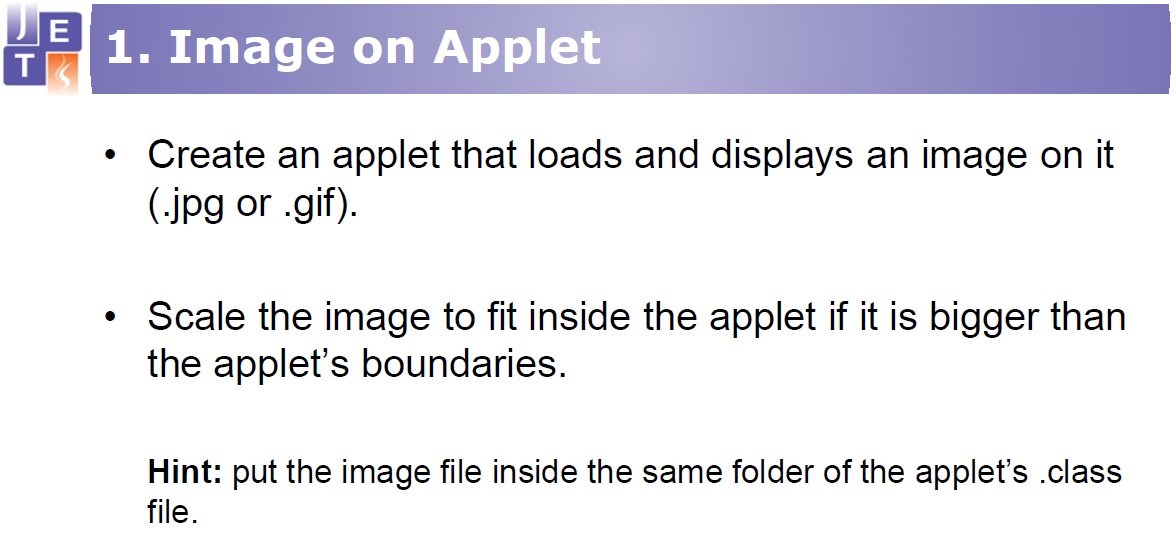 J E
T
1. Image on Applet
• Create an applet that loads and displays an image on it
(.jpg or .gif).
• Scale the image to fit inside the applet if it is bigger than
the applet’s boundaries.
Hint: put the image file inside the same folder of the applet’s .class
file.